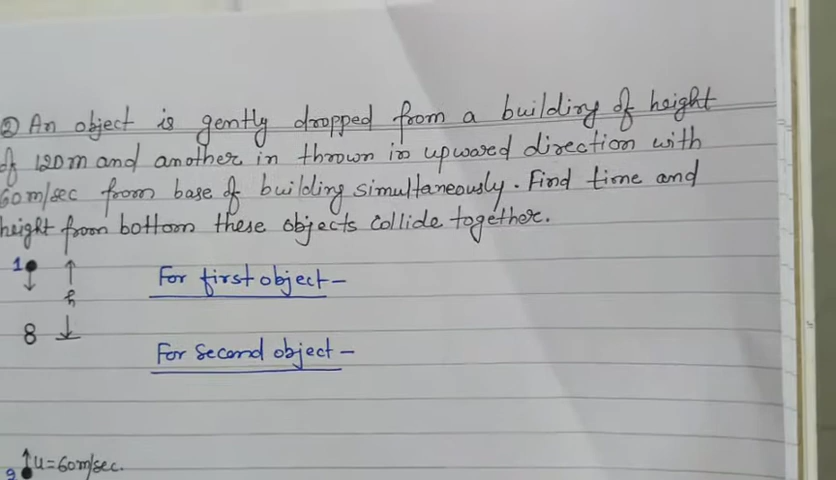 ② An object is gently dropped from a building of height
of 120m and another in thrown in upward direction with
60m/sec from base of building simultaneously. Find time and
height from bottom these objects collide together.
1
For first object-
h
8
For second object-
u=60m/sec.